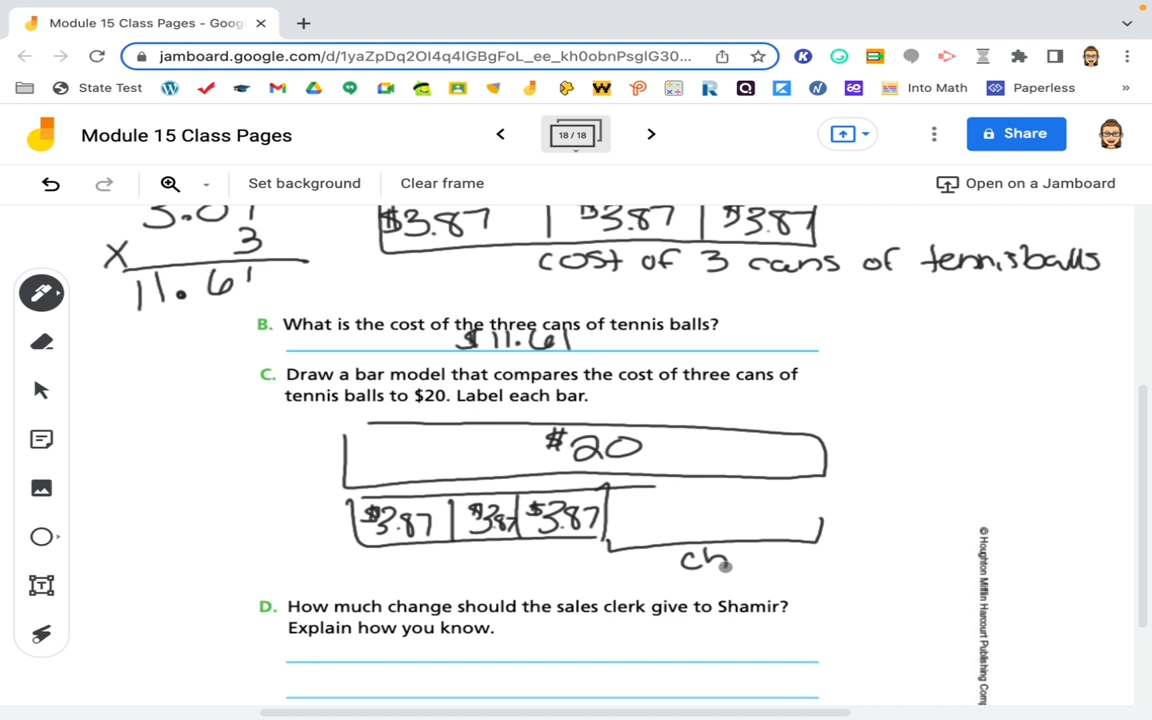 Module 15 Class Pages - Goog
jamboard.google.com/d/1yaZpDq2OI4q4lGBgFoL_ee_kh0obnPsglG30...
State Test
Into Math
Paperless
Module 15 Class Pages
18 / 18
Share
Set background
Clear frame
Open on a Jamboard
$3.87 $3.87 $3.87
x 3
cost of 3 cans of tennisballs
11.61
B. What is the cost of the three cans of tennis balls?
$11.61
C. Draw a bar model that compares the cost of three cans of
tennis balls to $20. Label each bar.
$20
$3.87 $3.87 $3.87
ch
D. How much change should the sales clerk give to Shamir?
Explain how you know.
© Houghton Mifflin Harcourt Publishing Comp